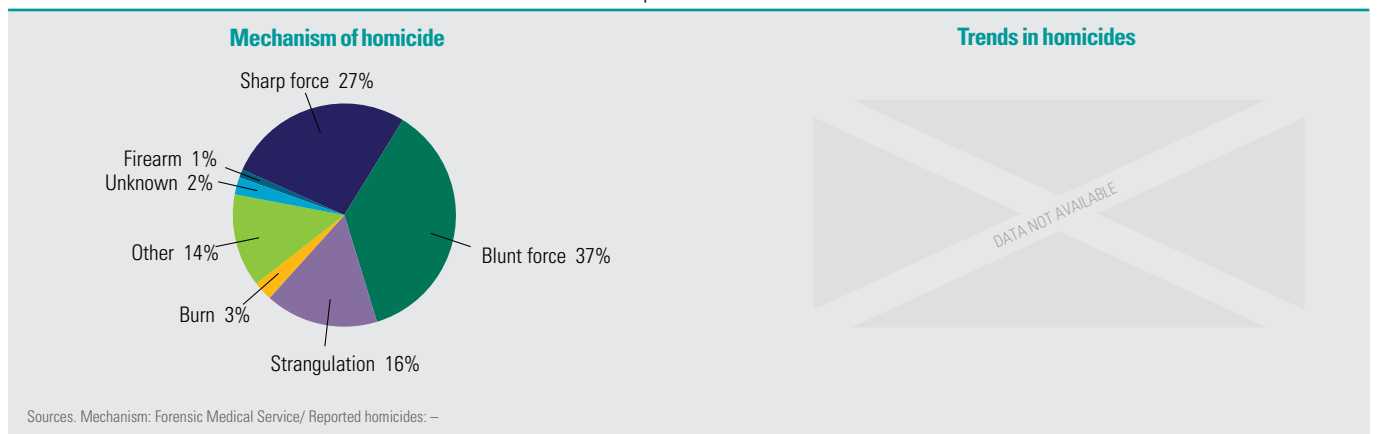 Mechanism of homicide
Sharp force 27%
Firearm 1%
Unknown 2%
Other 14%
Burn 3%
Strangulation 16%
Blunt force 37%
Trends in homicides
DATA NOT AVAILABLE
Sources. Mechanism: Forensic Medical Service/ Reported homicides: –